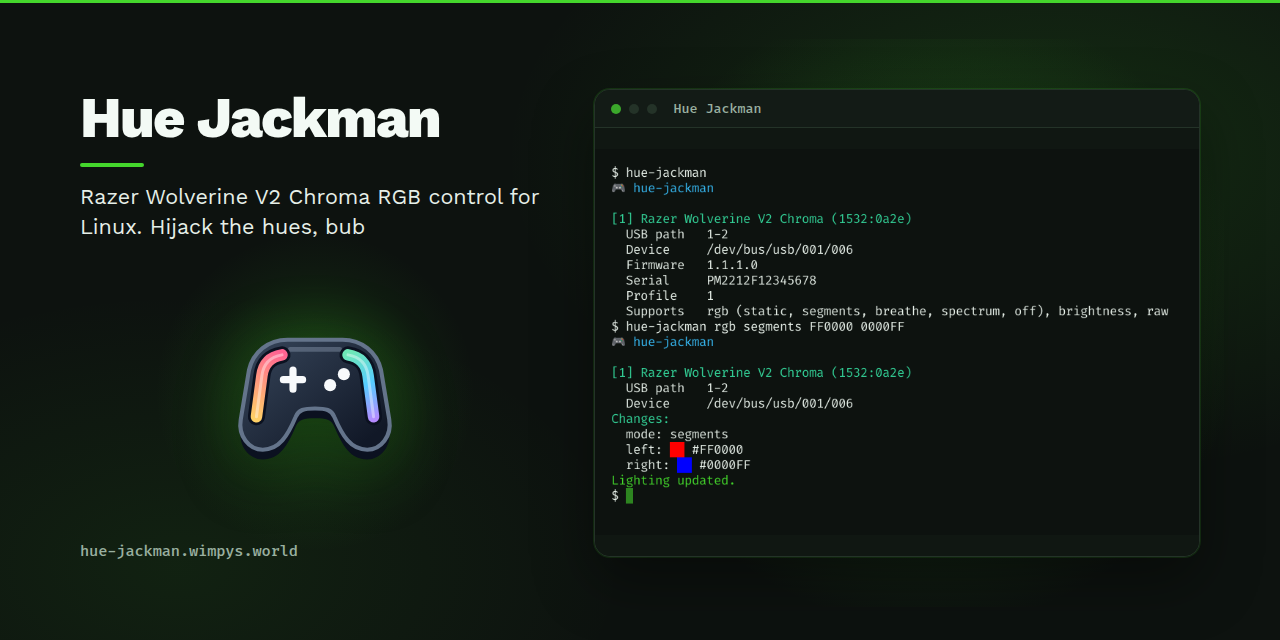 Hue Jackman
Razer Wolverine V2 Chroma RGB control for
Linux. Hijack the hues, bub
hue-jackman.wimpys.world
Hue Jackman
$ hue-jackman
🎮 hue-jackman
[1] Razer Wolverine V2 Chroma (1532:0a2e)
USB path 1-2
Device /dev/bus/usb/001/006
Firmware 1.1.1.0
Serial PM2212F12345678
Profile 1
Supports rgb (static, segments, breathe, spectrum, off), brightness, raw
$ hue-jackman rgb segments FF0000 0000FF
🎮 hue-jackman
[1] Razer Wolverine V2 Chroma (1532:0a2e)
USB path 1-2
Device /dev/bus/usb/001/006
Changes:
mode: segments
left: #FF0000
right: #0000FF
Lighting updated.
$